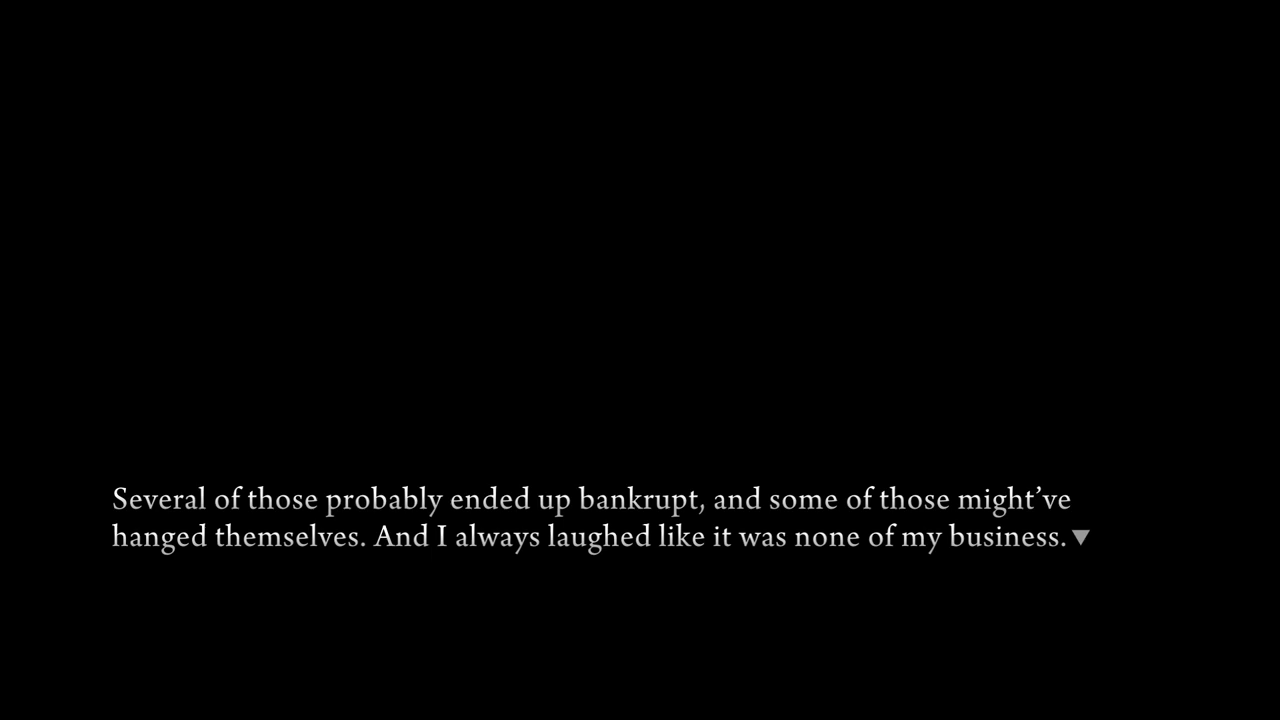 Several of those probably ended up bankrupt, and some of those might’ve
hanged themselves. And I always laughed like it was none of my business.